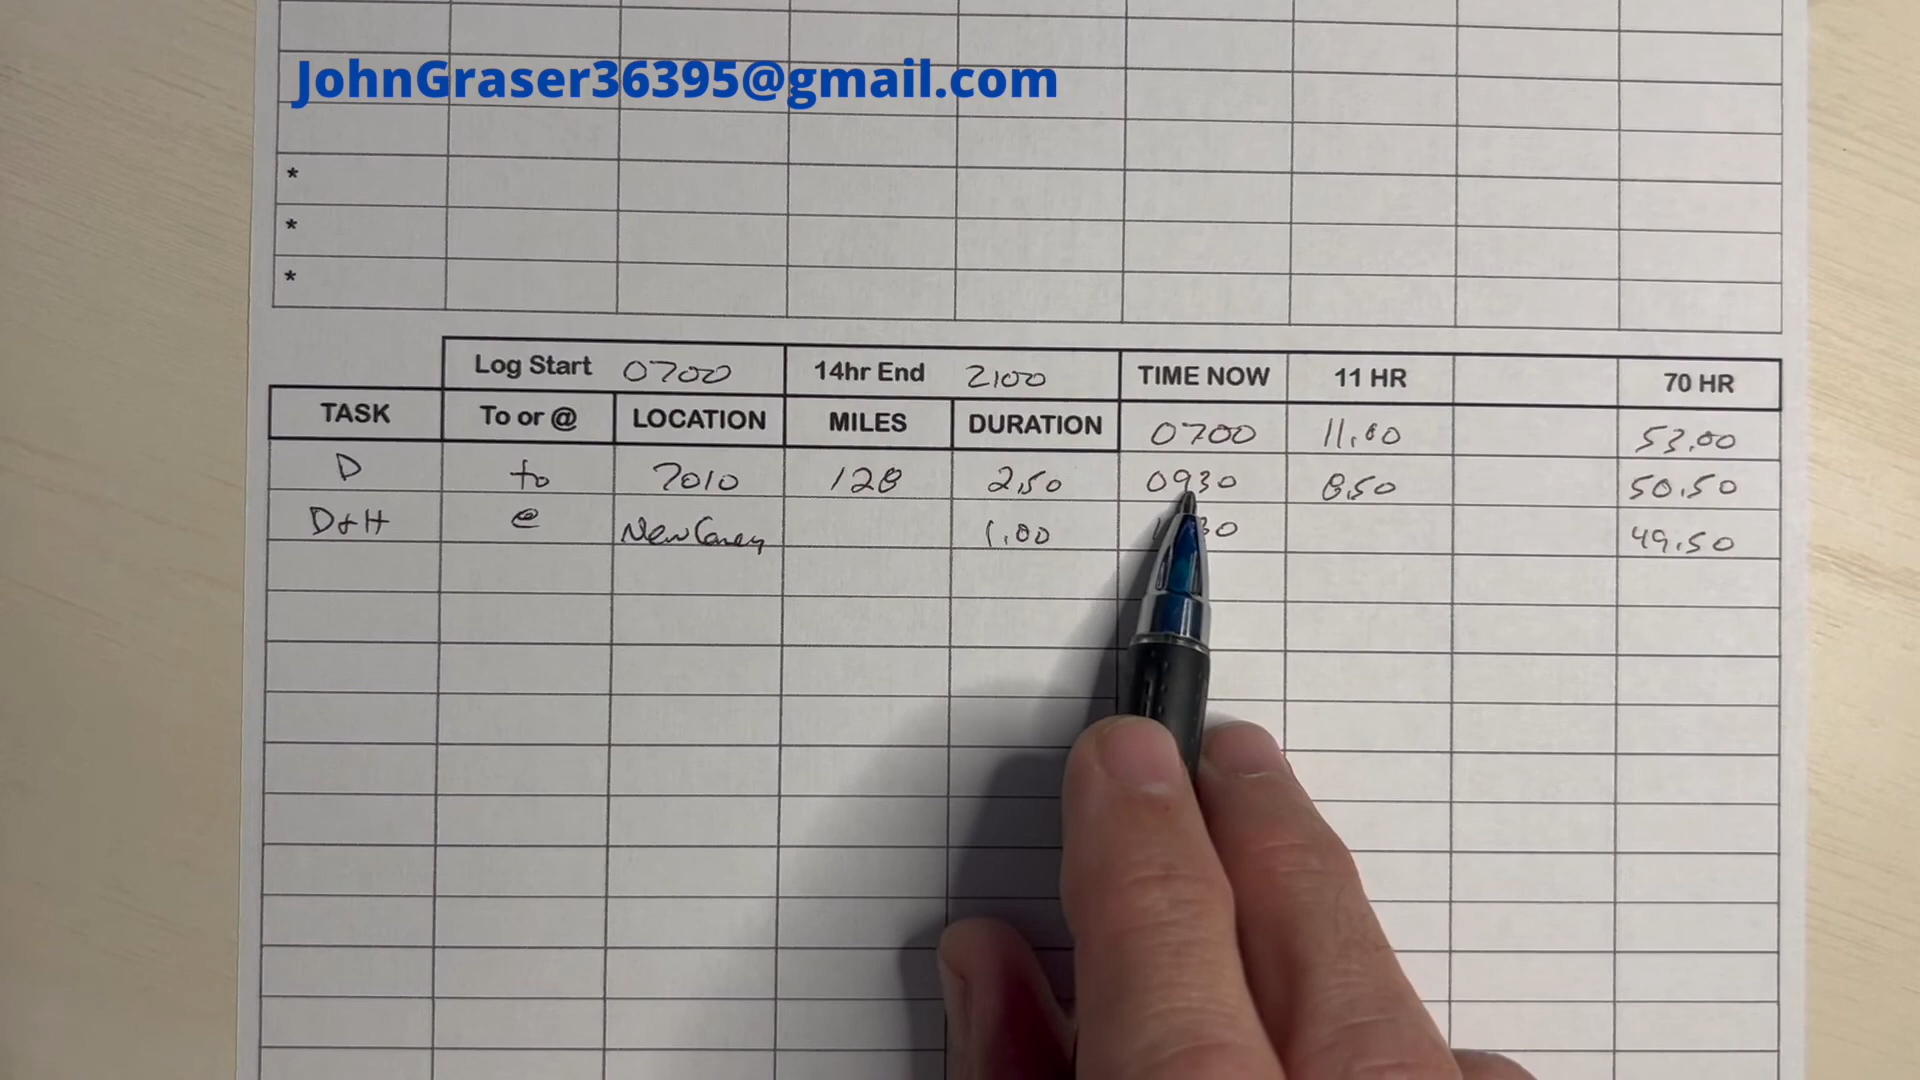 JohnGraser36395@gmail.com
*
*
*
Log Start 0700 14hr End 2100 TIME NOW 11 HR 70 HR
TASK To or @ LOCATION MILES DURATION 0700 11.00 53.00
D to 7010 128 2.50 0930 8.50 50.50
D&H @ New Caney 1.00 49.50